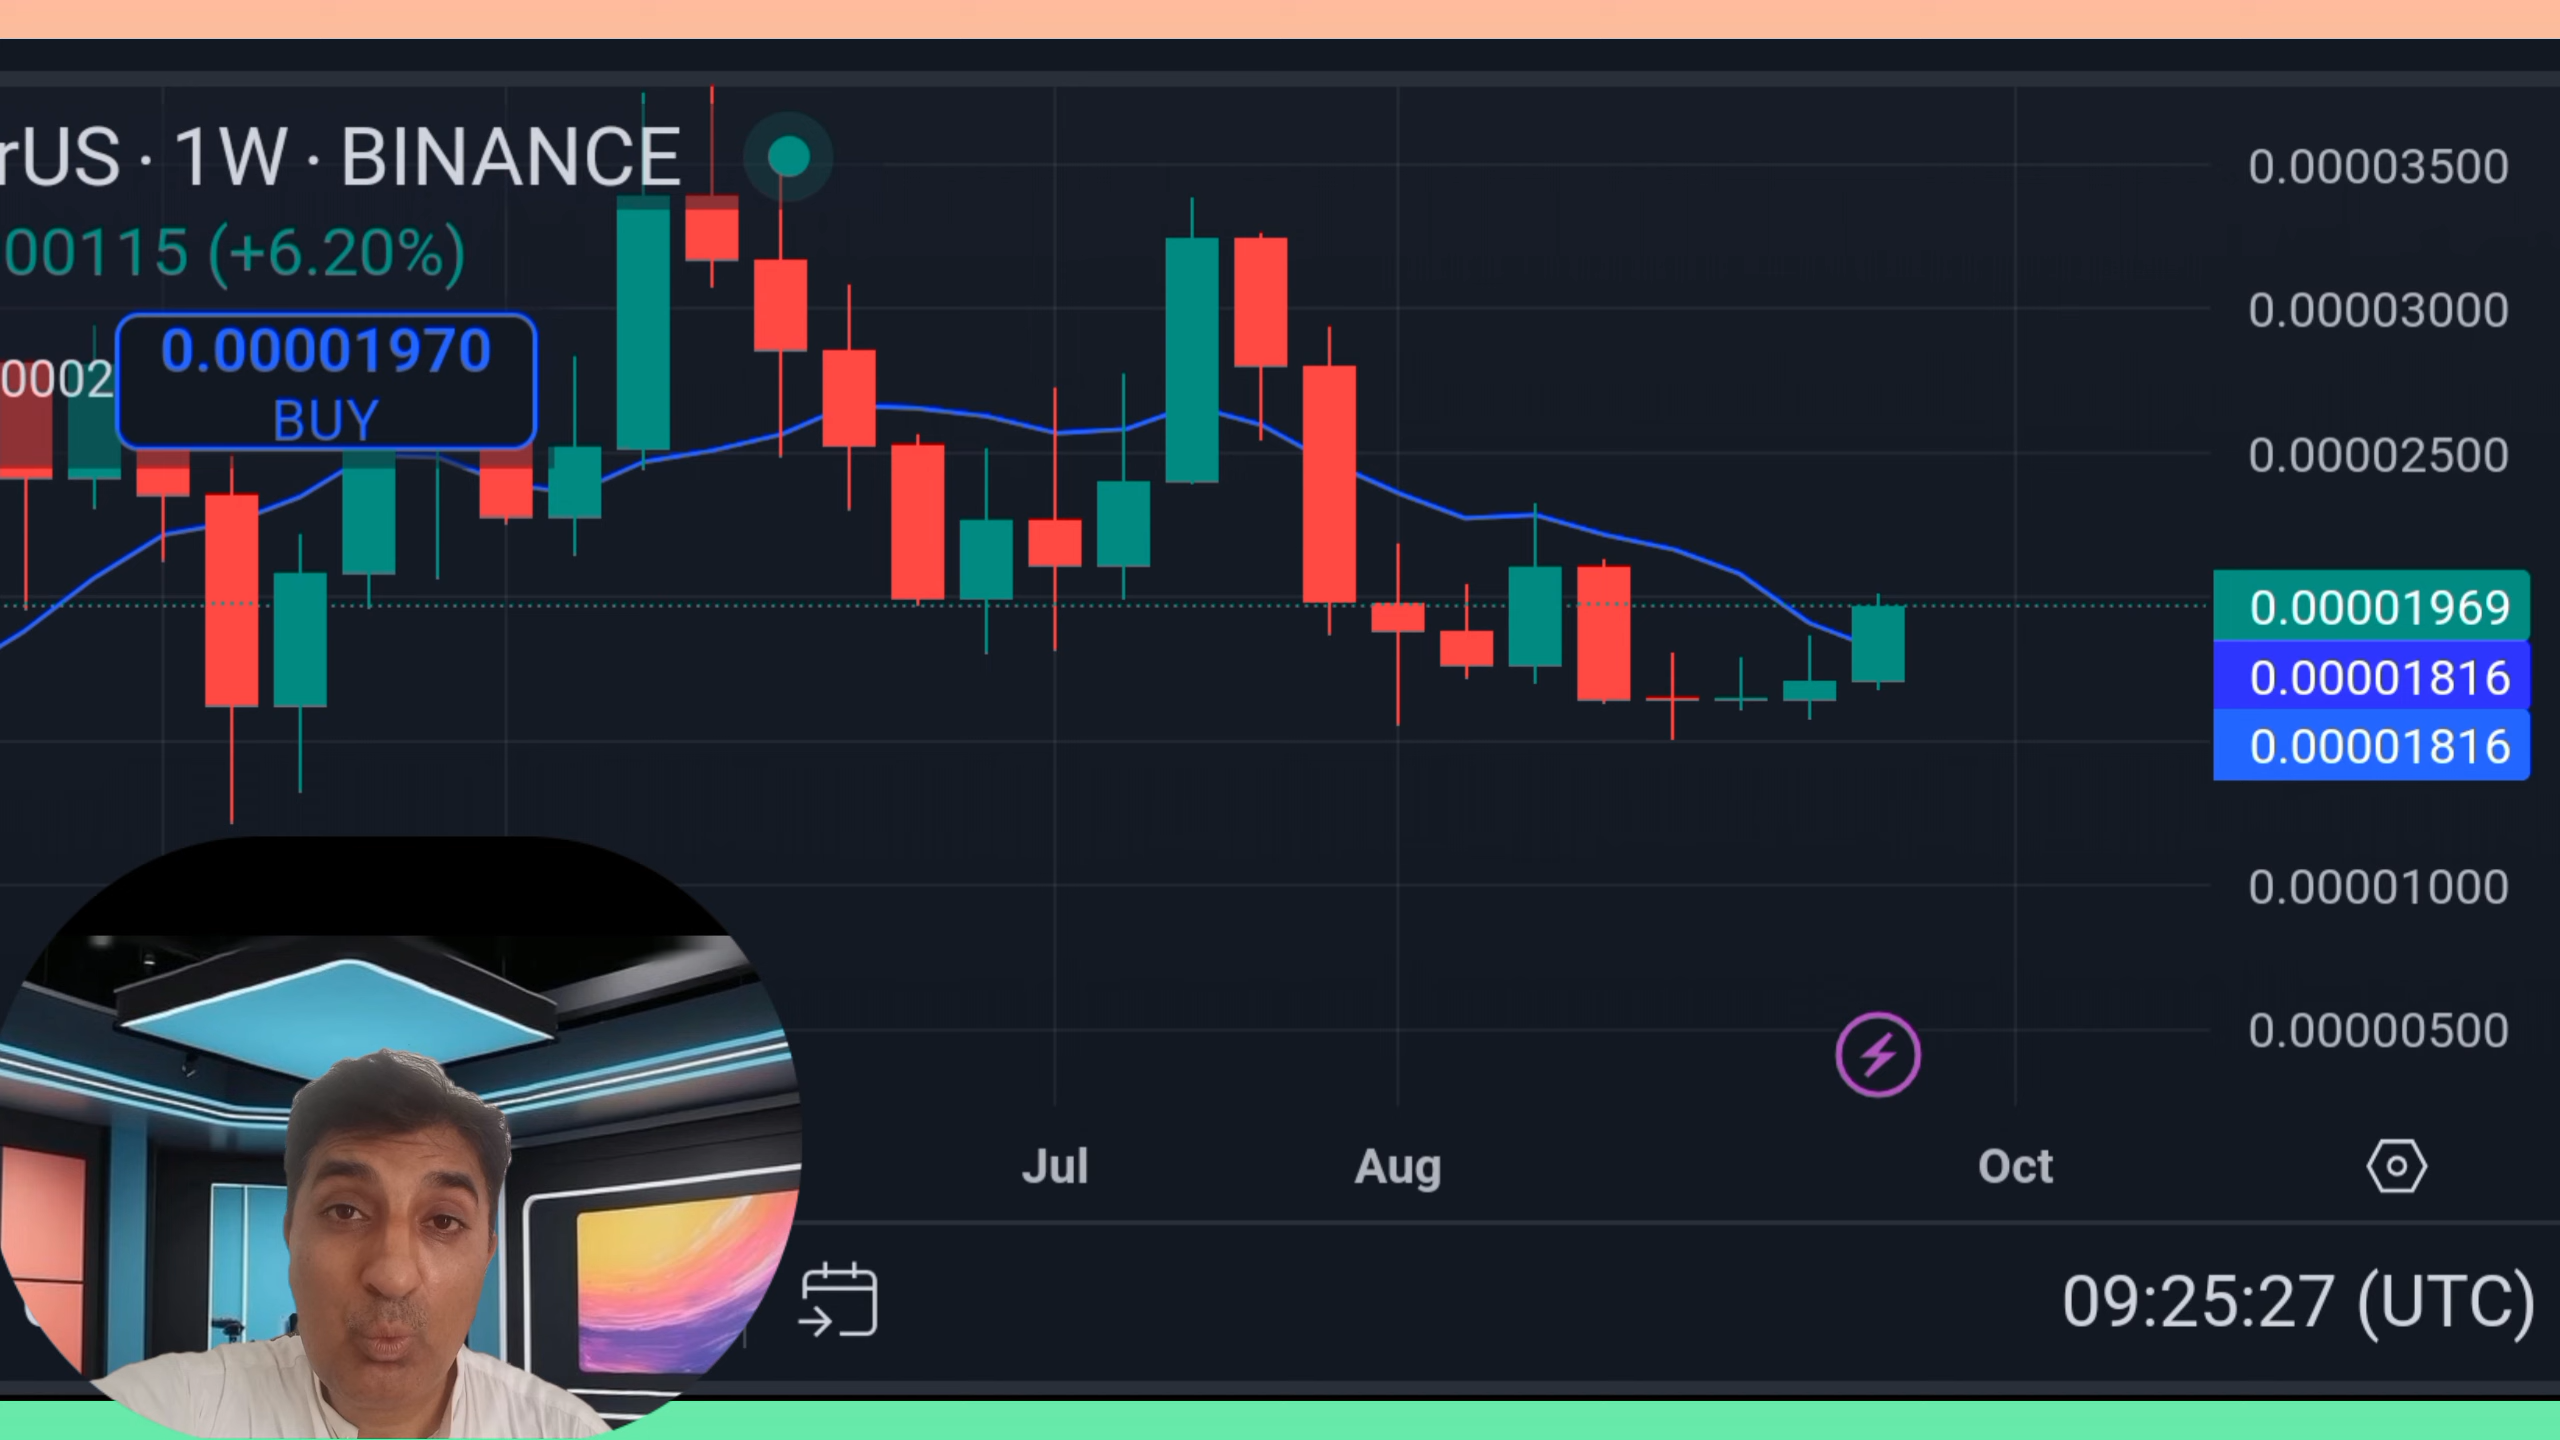 rUS · 1W · BINANCE
00115 (+6.20%)
0.00001970
BUY
0002
0.00003500
0.00003000
0.00002500
0.00001969
0.00001816
0.00001816
0.00001000
0.00000500
Jul
Aug
Oct
09:25:27 (UTC)